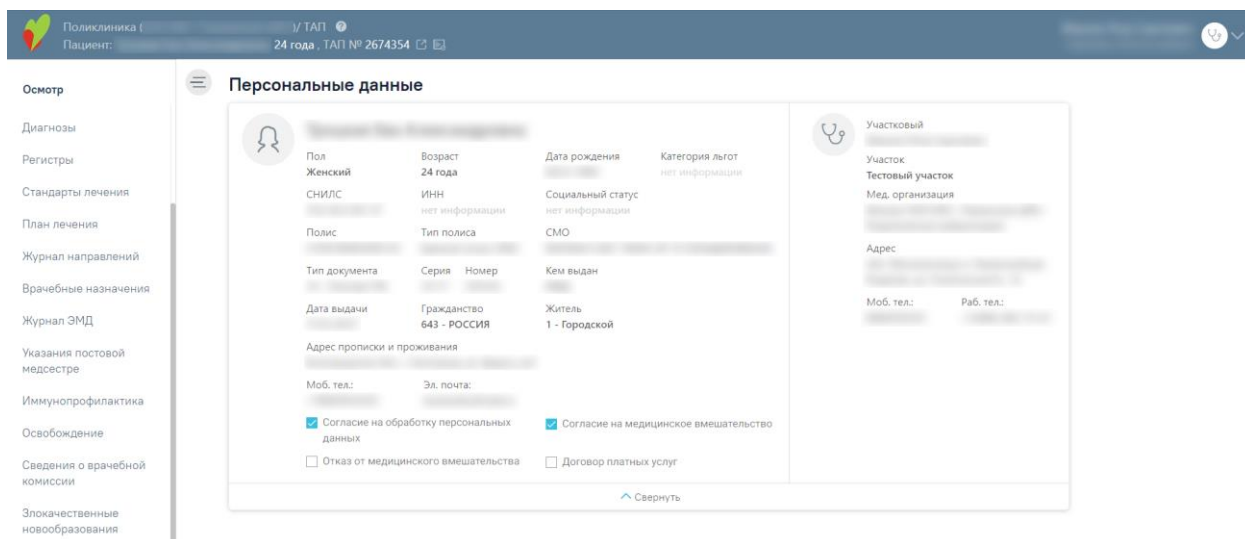 Поликлиника (
)/ ТАП
Пациент:
24 года , ТАП № 2674354
Осмотр
Диагнозы
Регистры
Стандарты лечения
План лечения
Журнал направлений
Врачебные назначения
Журнал ЭМД
Указания постовой
медсестре
Иммунопрофилактика
Освобождение
Сведения о врачебной
комиссии
Злокачественные
новообразования
Персональные данные
Пол Возраст Дата рождения Категория льгот
Женский 24 года нет информации
СНИЛС ИНН Социальный статус
нет информации нет информации
Полис Тип полиса СМО
Тип документа Серия Номер Кем выдан
Дата выдачи Гражданство Житель
643 - РОССИЯ 1 - Городской
Адрес прописки и проживания
Моб. тел.: Эл. почта:
Согласие на обработку персональных
данных
Согласие на медицинское вмешательство
Отказ от медицинского вмешательства
Договор платных услуг
Участковый
Участок
Тестовый участок
Мед. организация
Адрес
Моб. тел.: Раб. тел.:
Свернуть